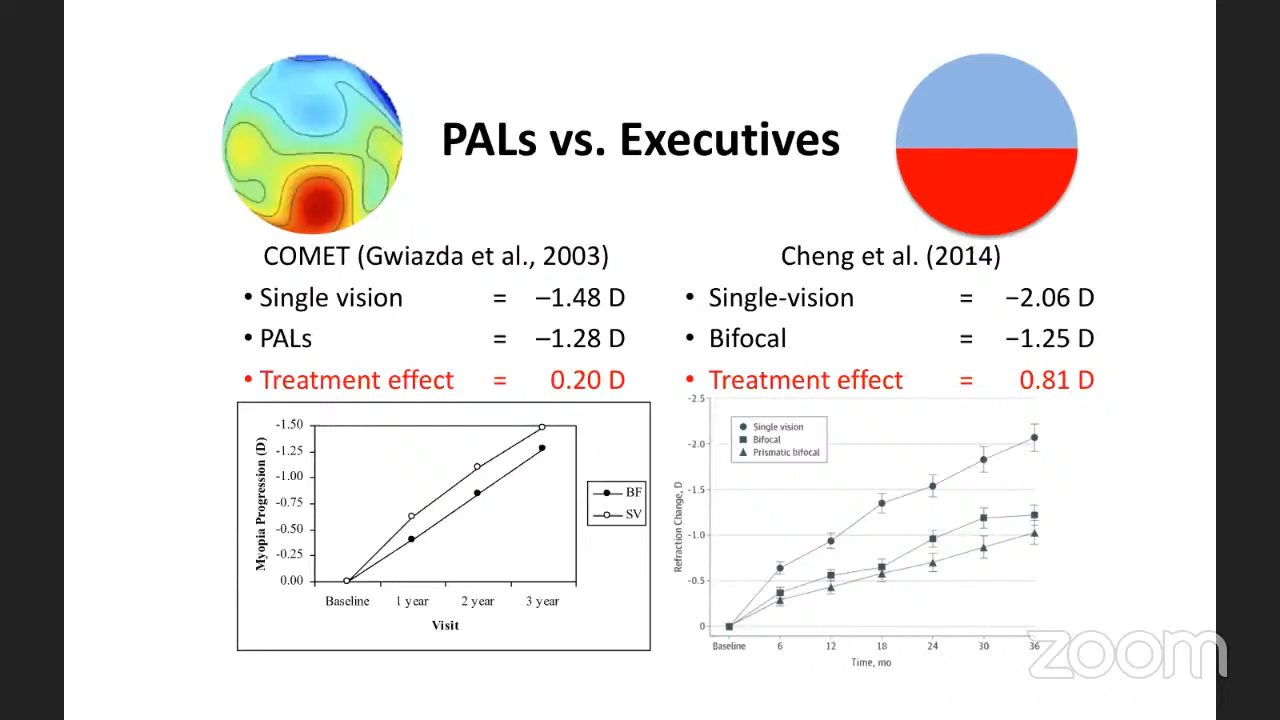 PALs vs. Executives
COMET (Gwiazda et al., 2003)
• Single vision = –1.48 D
• PALs = –1.28 D
• Treatment effect = 0.20 D
Myopia Progression (D)
-1.50
-1.25
-1.00
-0.75
-0.50
-0.25
0.00
Baseline 1 year 2 year 3 year
Visit
BF
SV
Cheng et al. (2014)
• Single-vision = −2.06 D
• Bifocal = −1.25 D
• Treatment effect = 0.81 D
Refraction Change, D
-2.5
-2.0
-1.5
-1.0
-0.5
0
Single vision
Bifocal
Prismatic bifocal
Baseline 6 12 18 24 30 36
Time, mo
zoom